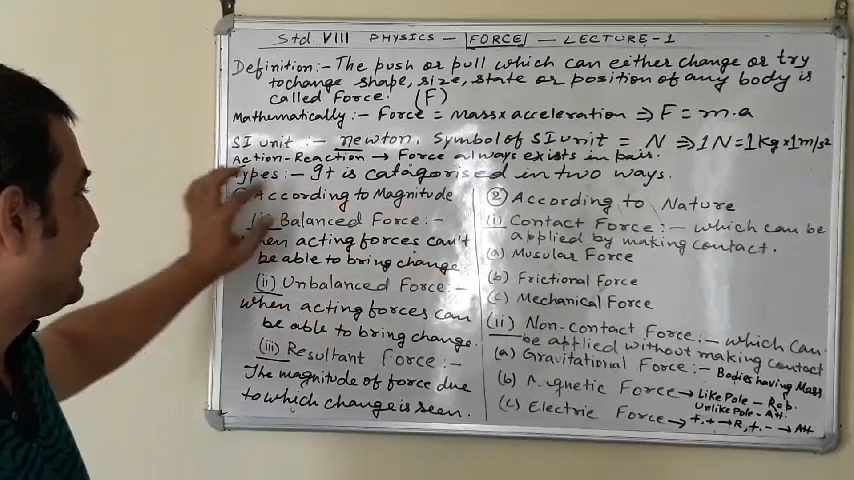 Std VIII PHYSICS - FORCE - LECTURE-1
Definition:- The push or pull which can either change or try
to change shape, size, state or position of any body is
called Force. (F)
Mathematically:- Force = Mass x acceleration ⇒ F = m.a
SI unit :- newton. Symbol of SI unit = N ⇒ 1N = 1Kg x 1m/s²
Action-Reaction → Force always exists in pair.
Types:- It is catagorised in two ways.
According to Magnitude
(i) Balanced Force:-
When acting forces can't
be able to bring change.
(ii) Unbalanced Force:-
When acting forces can
be able to bring change.
(iii) Resultant Force:-
The magnitude of force due
to which change is seen.
② According to Nature
(i) Contact Force:- which can be
applied by making contact.
(a) Musular Force
(b) Frictional Force
(c) Mechanical Force
(ii) Non-contact Force:- which can
be applied without making contact
(a) Gravitational Force:- Bodies having Mass
(b) Magnetic Force → Like Pole - Rep.
Unlike Pole - Att.
(c) Electric Force → +,+ → R, +,- → Att